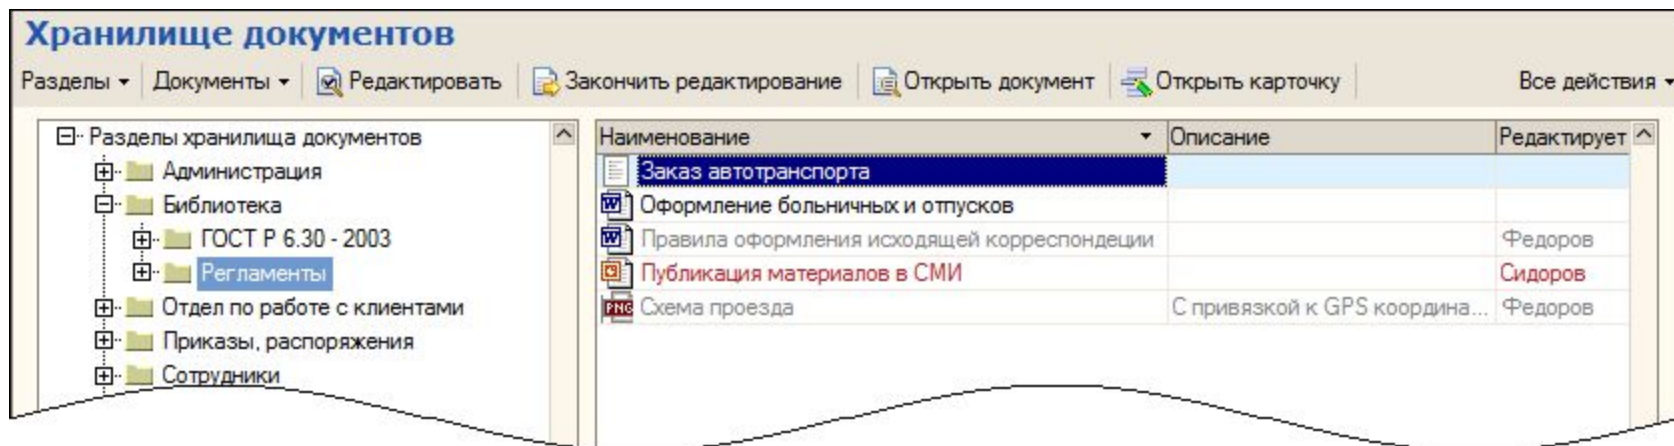 Хранилище документов
Разделы Документы Редактировать Закончить редактирование Открыть документ Открыть карточку Все действия
Разделы хранилища документов
Администрация
Библиотека
ГОСТ Р 6.30 - 2003
Регламенты
Отдел по работе с клиентами
Приказы, распоряжения
Сотрудники
Наименование Описание Редактирует
Заказ автотранспорта
Оформление больничных и отпусков
Правила оформления исходящей корреспондеции Федоров
Публикация материалов в СМИ Сидоров
PNG Схема проезда С привязкой к GPS координа... Федоров